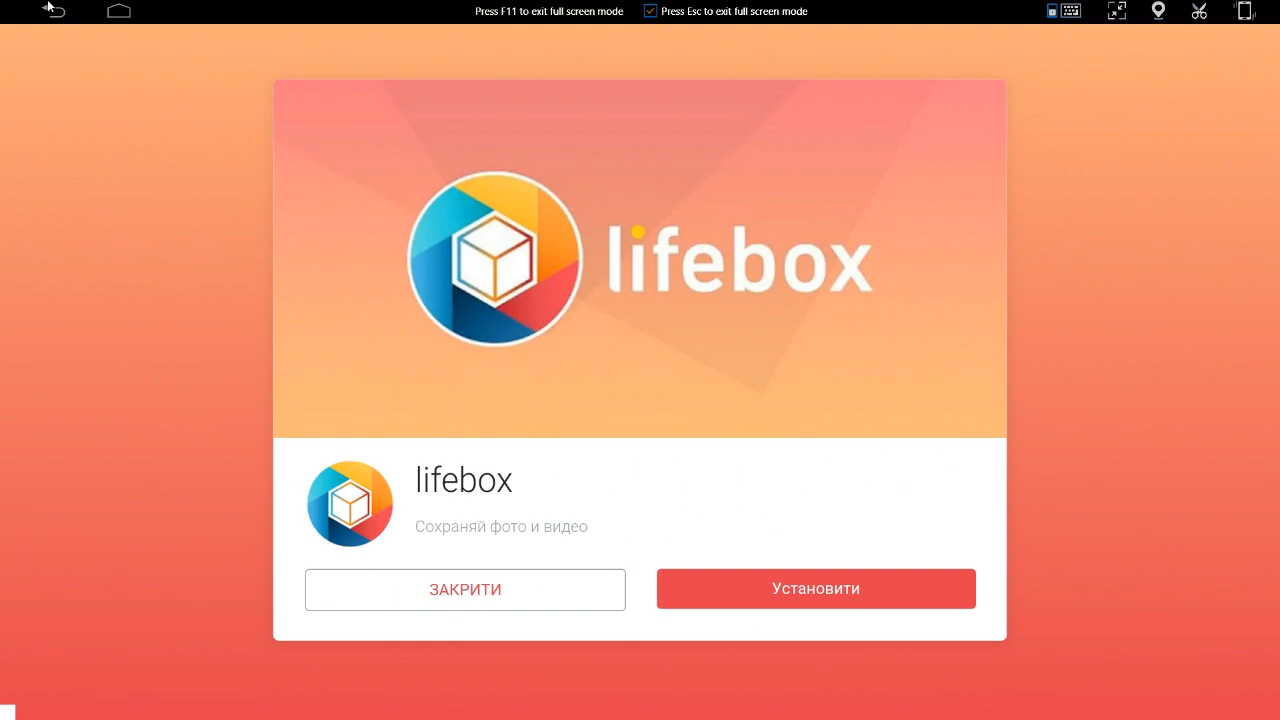 Press F11 to exit full screen mode Press Esc to exit full screen mode
lifebox
lifebox
Сохраняй фото и видео
ЗАКРИТИ Установити